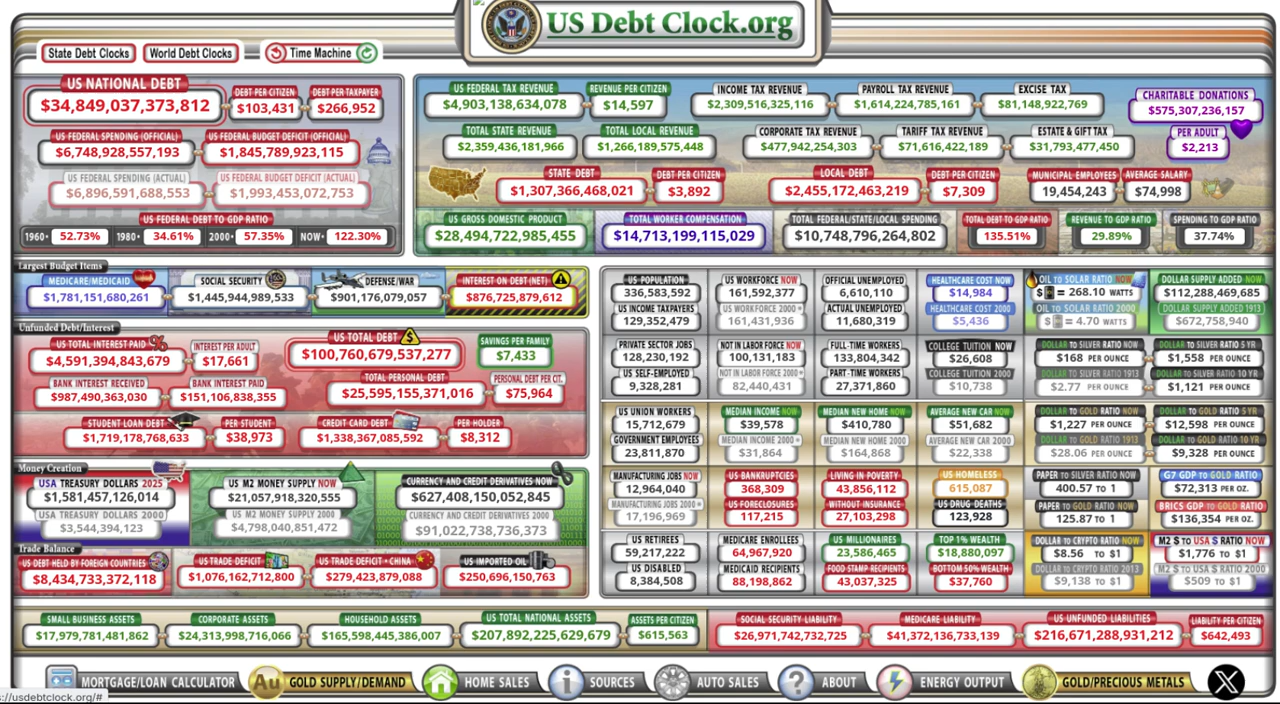 US Debt Clock.org
State Debt Clocks
World Debt Clocks
Time Machine
US NATIONAL DEBT
$34,849,037,373,812
DEBT PER CITIZEN
$103,431
DEBT PER TAXPAYER
$266,952
US FEDERAL SPENDING (OFFICIAL)
$6,748,928,557,193
US FEDERAL BUDGET DEFICIT (OFFICIAL)
$1,845,789,923,115
US FEDERAL SPENDING (ACTUAL)
$6,896,591,688,553
US FEDERAL BUDGET DEFICIT (ACTUAL)
$1,993,453,072,753
US FEDERAL DEBT TO GDP RATIO
1960• 52.73% 1980• 34.61% 2000• 57.35% NOW• 122.30%
US FEDERAL TAX REVENUE
$4,903,138,634,078
REVENUE PER CITIZEN
$14,597
INCOME TAX REVENUE
$2,309,516,325,116
PAYROLL TAX REVENUE
$1,614,224,785,161
EXCISE TAX
$81,148,922,769
CHARITABLE DONATIONS
$575,307,236,157
TOTAL STATE REVENUE
$2,359,436,181,966
TOTAL LOCAL REVENUE
$1,266,189,575,448
CORPORATE TAX REVENUE
$477,942,254,303
TARIFF TAX REVENUE
$71,616,422,189
ESTATE & GIFT TAX
$31,793,477,450
PER ADULT
$2,213
STATE DEBT
$1,307,366,468,021
DEBT PER CITIZEN
$3,892
LOCAL DEBT
$2,455,172,463,219
DEBT PER CITIZEN
$7,309
MUNICIPAL EMPLOYEES
19,454,243
AVERAGE SALARY
$74,998
US GROSS DOMESTIC PRODUCT
$28,494,722,985,455
TOTAL WORKER COMPENSATION
$14,713,199,115,029
TOTAL FEDERAL/STATE/LOCAL SPENDING
$10,748,796,264,802
TOTAL DEBT TO GDP RATIO
135.51%
REVENUE TO GDP RATIO
29.89%
SPENDING TO GDP RATIO
37.74%
Largest Budget Items
MEDICARE/MEDICAID
$1,781,151,680,261
SOCIAL SECURITY
$1,445,944,989,533
DEFENSE/WAR
$901,176,079,057
INTEREST ON DEBT(NET)
$876,725,879,612
Unfunded Debt/Interest
US TOTAL INTEREST PAID
$4,591,394,843,679
INTEREST PER ADULT
$17,661
US TOTAL DEBT
$100,760,679,537,277
SAVINGS PER FAMILY
$7,433
BANK INTEREST RECEIVED
$987,490,363,030
BANK INTEREST PAID
$151,106,838,355
TOTAL PERSONAL DEBT
$25,595,155,371,016
PERSONAL DEBT PER CIT.
$75,964
STUDENT LOAN DEBT
$1,719,178,768,633
PER STUDENT
$38,973
CREDIT CARD DEBT
$1,338,367,085,592
PER HOLDER
$8,312
Money Creation
USA TREASURY DOLLARS 2025
$1,581,457,126,014
USA TREASURY DOLLARS 2000
$3,544,394,123
US M2 MONEY SUPPLY NOW
$21,057,918,320,555
US M2 MONEY SUPPLY 2000
$4,798,040,851,472
CURRENCY AND CREDIT DERIVATIVES NOW
$627,408,150,052,845
CURRENCY AND CREDIT DERIVATIVES 2000
$91,022,738,736,373
Trade Balance
US DEBT HELD BY FOREIGN COUNTRIES
$8,434,733,372,118
US TRADE DEFICIT
$1,076,162,712,800
US TRADE DEFICIT • CHINA
$279,423,879,088
US IMPORTED OIL
$250,696,150,763
US POPULATION
336,583,592
US INCOME TAXPAYERS
129,352,479
US WORKFORCE NOW
161,592,377
US WORKFORCE 2000
161,431,936
OFFICIAL UNEMPLOYED
6,610,110
ACTUAL UNEMPLOYED
11,680,319
HEALTHCARE COST NOW
$14,984
HEALTHCARE COST 2000
$5,436
OIL TO SOLAR RATIO NOW
$ = 268.10 WATTS
OIL TO SOLAR RATIO 2000
$ = 4.70 WATTS
DOLLAR SUPPLY ADDED NOW
$112,288,469,685
DOLLAR SUPPLY ADDED 1913
$672,758,940
PRIVATE SECTOR JOBS
128,230,192
US SELF-EMPLOYED
9,328,281
NOT IN LABOR FORCE NOW
100,131,183
NOT IN LABOR FORCE 2000
82,440,431
FULL-TIME WORKERS
133,804,342
PART-TIME WORKERS
27,371,860
COLLEGE TUITION NOW
$26,608
COLLEGE TUITION 2000
$10,738
DOLLAR TO SILVER RATIO NOW
$168 PER OUNCE
DOLLAR TO SILVER RATIO 1913
$2.77 PER OUNCE
DOLLAR TO SILVER RATIO 5 YR
$1,558 PER OUNCE
DOLLAR TO SILVER RATIO 10 YR
$1,121 PER OUNCE
US UNION WORKERS
15,712,679
GOVERNMENT EMPLOYEES
23,811,870
MEDIAN INCOME NOW
$39,578
MEDIAN INCOME 2000
$31,864
MEDIAN NEW HOME NOW
$410,780
MEDIAN NEW HOME 2000
$164,868
AVERAGE NEW CAR NOW
$51,682
AVERAGE NEW CAR 2000
$22,338
DOLLAR TO GOLD RATIO NOW
$1,227 PER OUNCE
DOLLAR TO GOLD RATIO 1913
$28.06 PER OUNCE
DOLLAR TO GOLD RATIO 5 YR
$12,598 PER OUNCE
DOLLAR TO GOLD RATIO 10 YR
$9,328 PER OUNCE
MANUFACTURING JOBS NOW
12,964,040
MANUFACTURING JOBS 2000
17,196,969
US BANKRUPTCIES
368,309
US FORECLOSURES
117,215
LIVING IN POVERTY
43,856,112
WITHOUT INSURANCE
27,103,298
US HOMELESS
615,087
US DRUG DEATHS
123,928
PAPER TO SILVER RATIO NOW
400.57 TO 1
PAPER TO GOLD RATIO NOW
125.87 TO 1
G7 GDP TO GOLD RATIO
$72,313 PER OZ.
BRICS GDP TO GOLD RATIO
$136,354 PER OZ.
US RETIREES
59,217,222
US DISABLED
8,384,508
MEDICARE ENROLLEES
64,967,920
MEDICAID RECIPIENTS
88,198,862
US MILLIONAIRES
23,586,465
FOOD STAMP RECIPIENTS
43,037,325
TOP 1% WEALTH
$18,880,097
BOTTOM 50% WEALTH
$37,760
DOLLAR TO CRYPTO RATIO NOW
$8.56 TO $1
DOLLAR TO CRYPTO RATIO 2013
$9,138 TO $1
M2 $ TO USA $ RATIO NOW
$1,776 TO $1
M2 $ TO USA $ RATIO 2000
$509 TO $1
SMALL BUSINESS ASSETS
$17,979,781,481,862
CORPORATE ASSETS
$24,313,998,716,066
HOUSEHOLD ASSETS
$165,598,445,386,007
US TOTAL NATIONAL ASSETS
$207,892,225,629,679
ASSETS PER CITIZEN
$615,563
SOCIAL SECURITY LIABILITY
$26,971,742,732,725
MEDICARE LIABILITY
$41,372,136,733,139
US UNFUNDED LIABILITIES
$216,671,288,931,212
LIABILITY PER CITIZEN
$642,493
MORTGAGE/LOAN CALCULATOR
Au GOLD SUPPLY/DEMAND
HOME SALES
SOURCES
AUTO SALES
ABOUT
ENERGY OUTPUT
GOLD/PRECIOUS METALS
s://usdebtclock.org/#